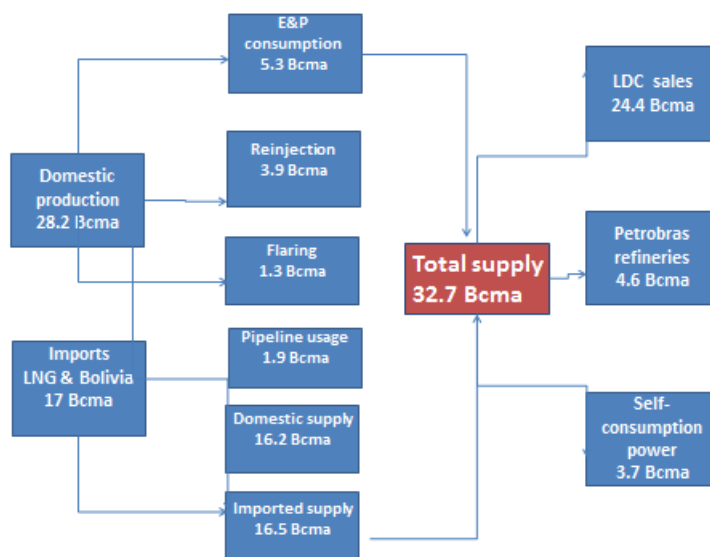 E&P
consumption
5.3 Bcma
LDC sales
24.4 Bcma
Reinjection
3.9 Bcma
Domestic
production
28.2 Bcma
Flaring
1.3 Bcma
Total supply
32.7 Bcma
Petrobras
refineries
4.6 Bcma
Imports
LNG & Bolivia
17 Bcma
Pipeline usage
1.9 Bcma
Domestic supply
16.2 Bcma
Self-
consumption
power
3.7 Bcma
Imported supply
16.5 Bcma